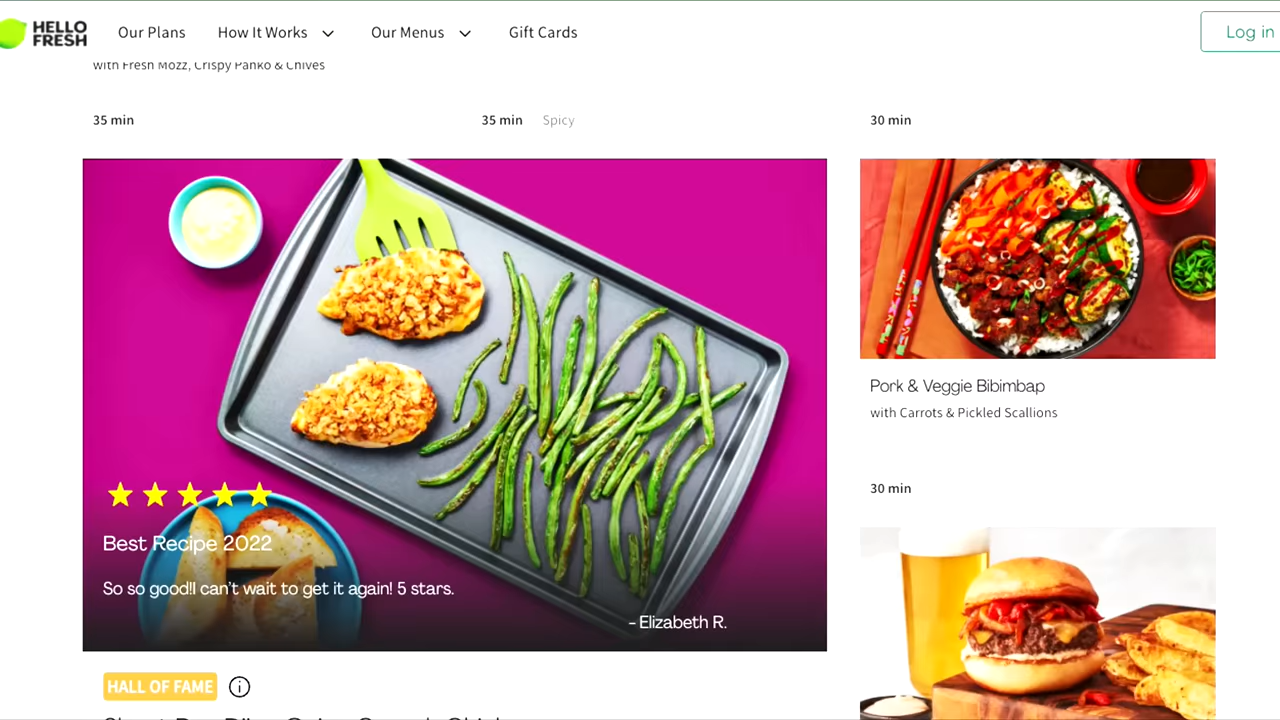 HELLO
FRESH
Our Plans
How It Works
Our Menus
Gift Cards
Log in
with Fresh Mozz, Crispy Panko & Chives
35 min
35 min Spicy
30 min
Pork & Veggie Bibimbap
with Carrots & Pickled Scallions
30 min
Best Recipe 2022
So so good!I can't wait to get it again! 5 stars.
- Elizabeth R.
HALL OF FAME